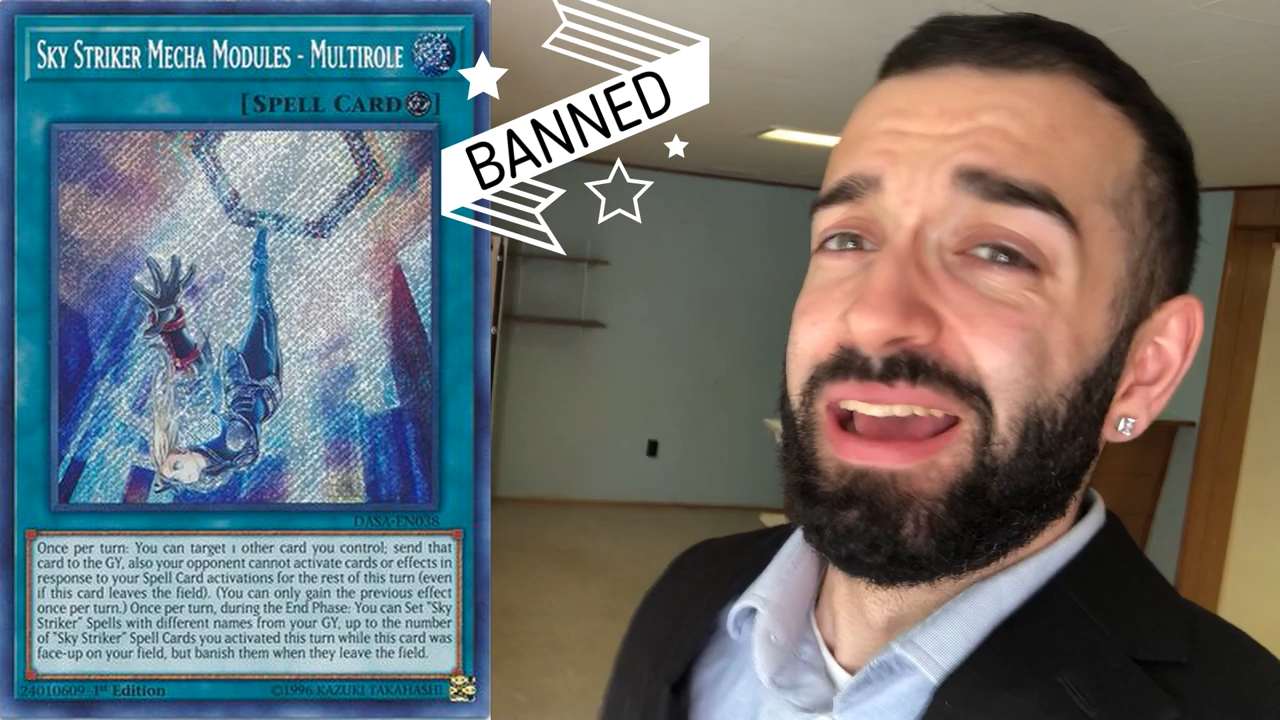 SKY STRIKER MECHA MODULES - MULTIROLE
[SPELL CARD]
BANNED
DASA-EN038
Once per turn: You can target 1 other card you control; send that
card to the GY, also your opponent cannot activate cards or effects in
response to your Spell Card activations for the rest of this turn (even
if this card leaves the field). (You can only gain the previous effect
once per turn.) Once per turn, during the End Phase: You can Set "Sky
Striker" Spells with different names from your GY, up to the number
of "Sky Striker" Spell Cards you activated this turn while this card was
face-up on your field, but banish them when they leave the field.
24010609 1st Edition
©1996 KAZUKI TAKAHASHI